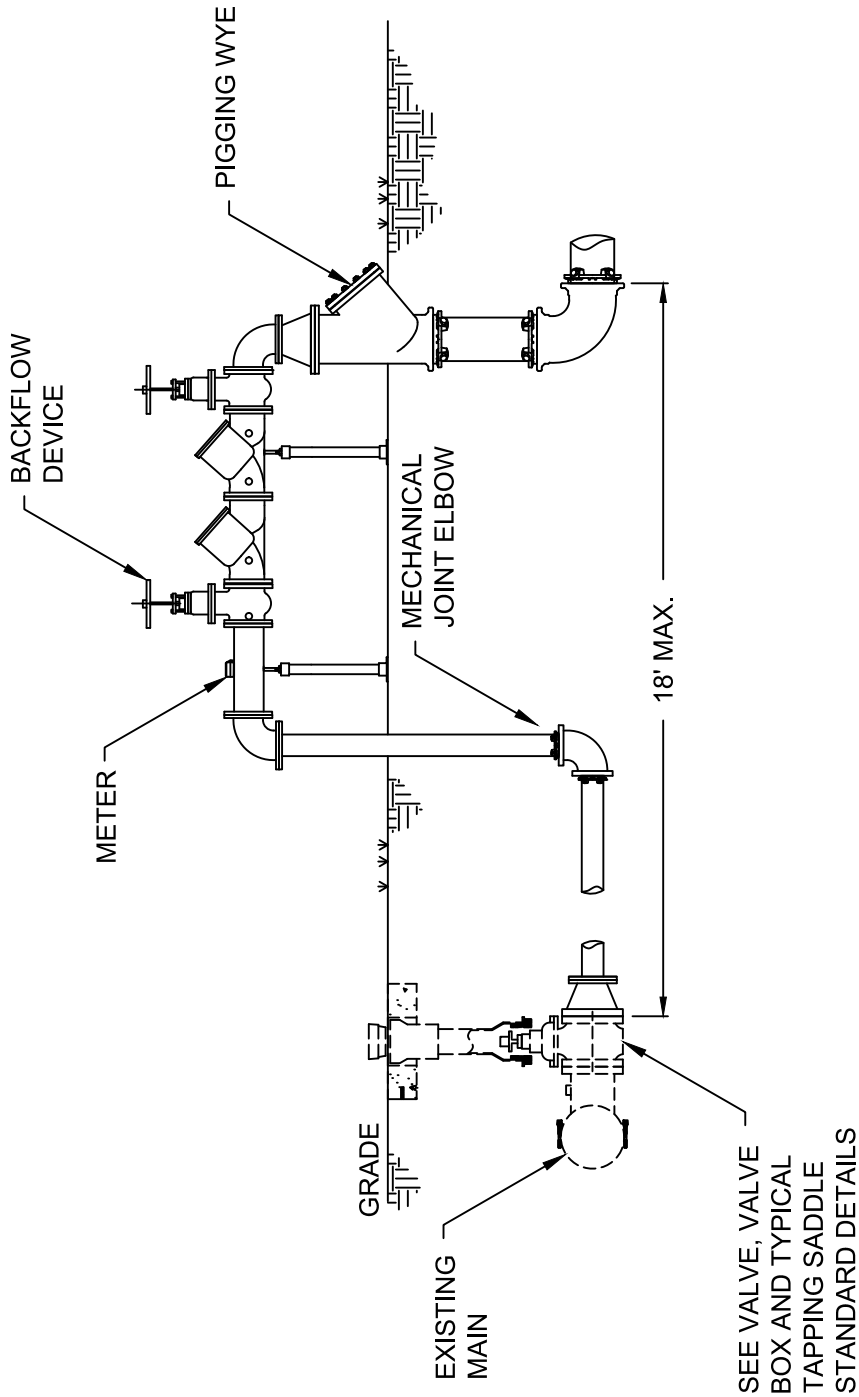 BACKFLOW
DEVICE
PIGGING WYE
METER
MECHANICAL
JOINT ELBOW
18' MAX.
GRADE
EXISTING
MAIN
SEE VALVE, VALVE
BOX AND TYPICAL
TAPPING SADDLE
STANDARD DETAILS